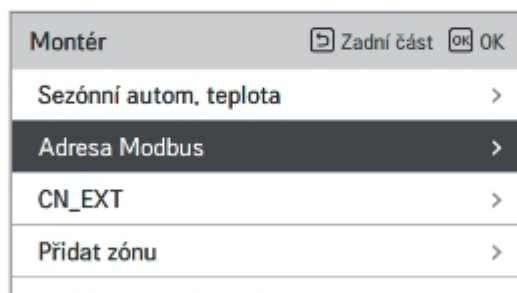 Montér Zadní část OK OK
Sezónní autom. teplota >
Adresa Modbus >
CN_EXT >
Přidat zónu >